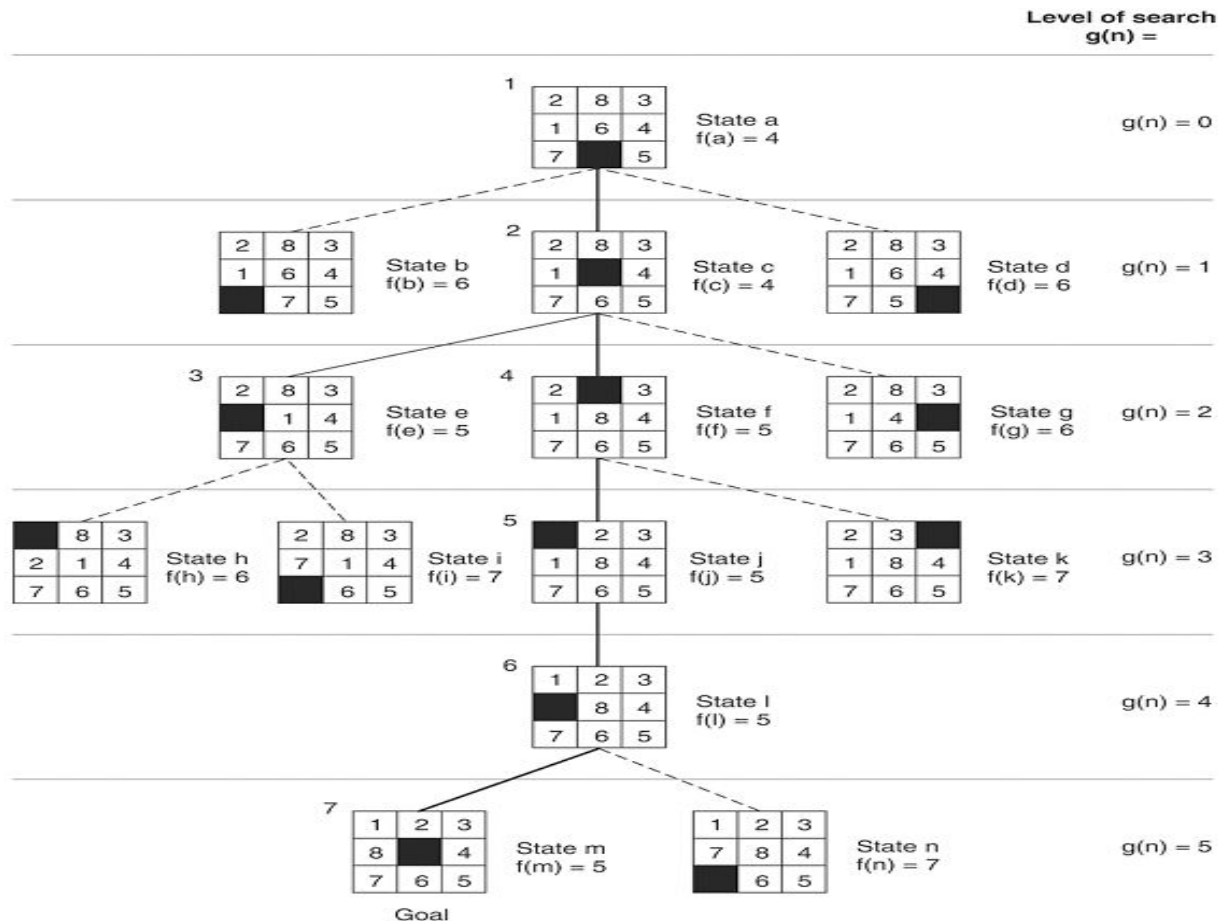 Level of search
g(n) =
1
2 8 3
1 6 4
7 5
State a
f(a) = 4
g(n) = 0
2 8 3
1 6 4
7 5
State b
f(b) = 6
2
2 8 3
1 4
7 6 5
State c
f(c) = 4
2 8 3
1 6 4
7 5
State d
f(d) = 6
g(n) = 1
3
2 8 3
1 4
7 6 5
State e
f(e) = 5
4
2 3
1 8 4
7 6 5
State f
f(f) = 5
2 8 3
1 4
7 6 5
State g
f(g) = 6
g(n) = 2
8 3
2 1 4
7 6 5
State h
f(h) = 6
2 8 3
7 1 4
6 5
State i
f(i) = 7
5
2 3
1 8 4
7 6 5
State j
f(j) = 5
2 3
1 8 4
7 6 5
State k
f(k) = 7
g(n) = 3
6
1 2 3
8 4
7 6 5
State l
f(l) = 5
g(n) = 4
7
1 2 3
8 4
7 6 5
State m
f(m) = 5
Goal
1 2 3
7 8 4
6 5
State n
f(n) = 7
g(n) = 5